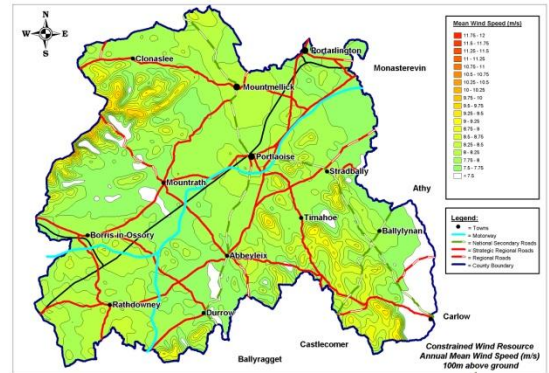 N
W E
S
Portarlington
Clonaslee
Monasterevin
Mountmellick
Portlaoise
Stradbally
Mountrath
Athy
Timahoe
Ballylynan
Borris-in-Ossory
Abbeyleix
Rathdowney
Durrow
Carlow
Castlecomer
Ballyragget
Mean Wind Speed (m/s)
11.75 - 12
11.5 - 11.75
11.25 - 11.5
11 - 11.25
10.75 - 11
10.5 - 10.75
10.25 - 10.5
10 - 10.25
9.75 - 10
9.5 - 9.75
9.25 - 9.5
9 - 9.25
8.75 - 9
8.5 - 8.75
8.25 - 8.5
8 - 8.25
7.75 - 8
7.5 - 7.75
< 7.5
Legend:
= Towns
= Motorway
= National Secondary Roads
= Strategic Regional Roads
= Regional Roads
= County Boundary
Constrained Wind Resource
Annual Mean Wind Speed (m/s)
100m above ground